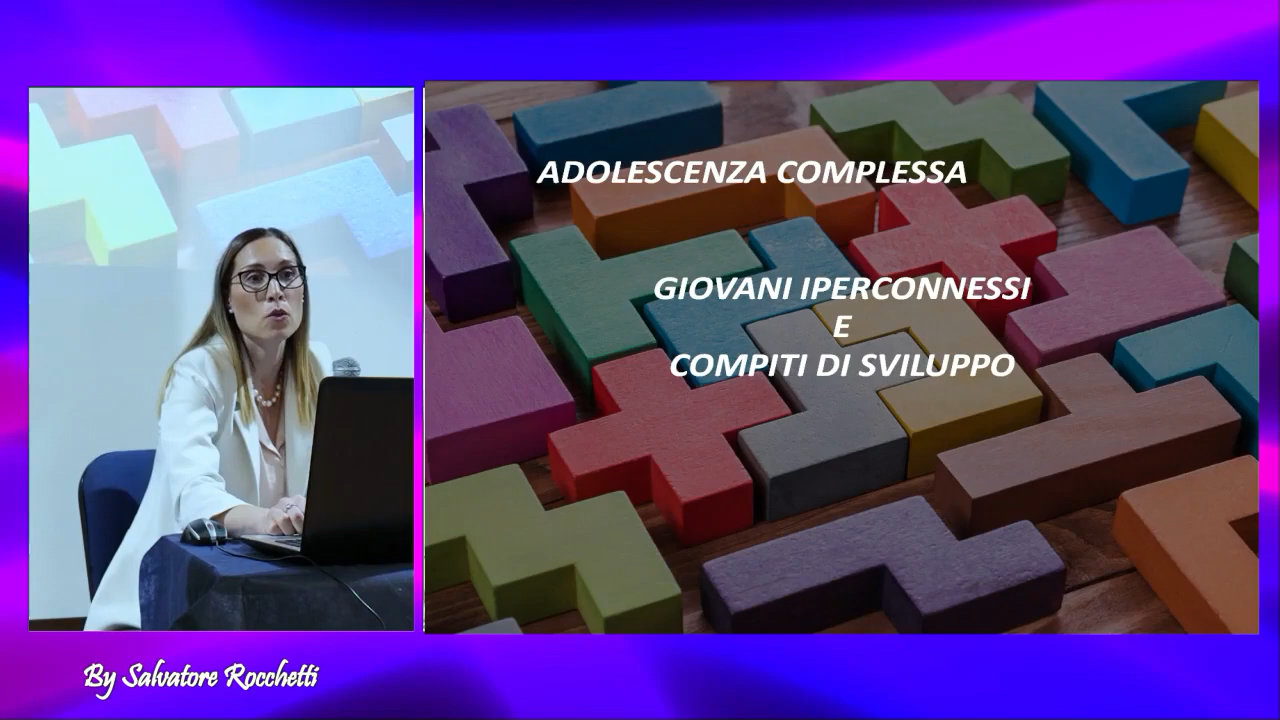 ADOLESCENZA COMPLESSA
GIOVANI IPERCONNESSI
E
COMPITI DI SVILUPPO
By Salvatore Rocchetti